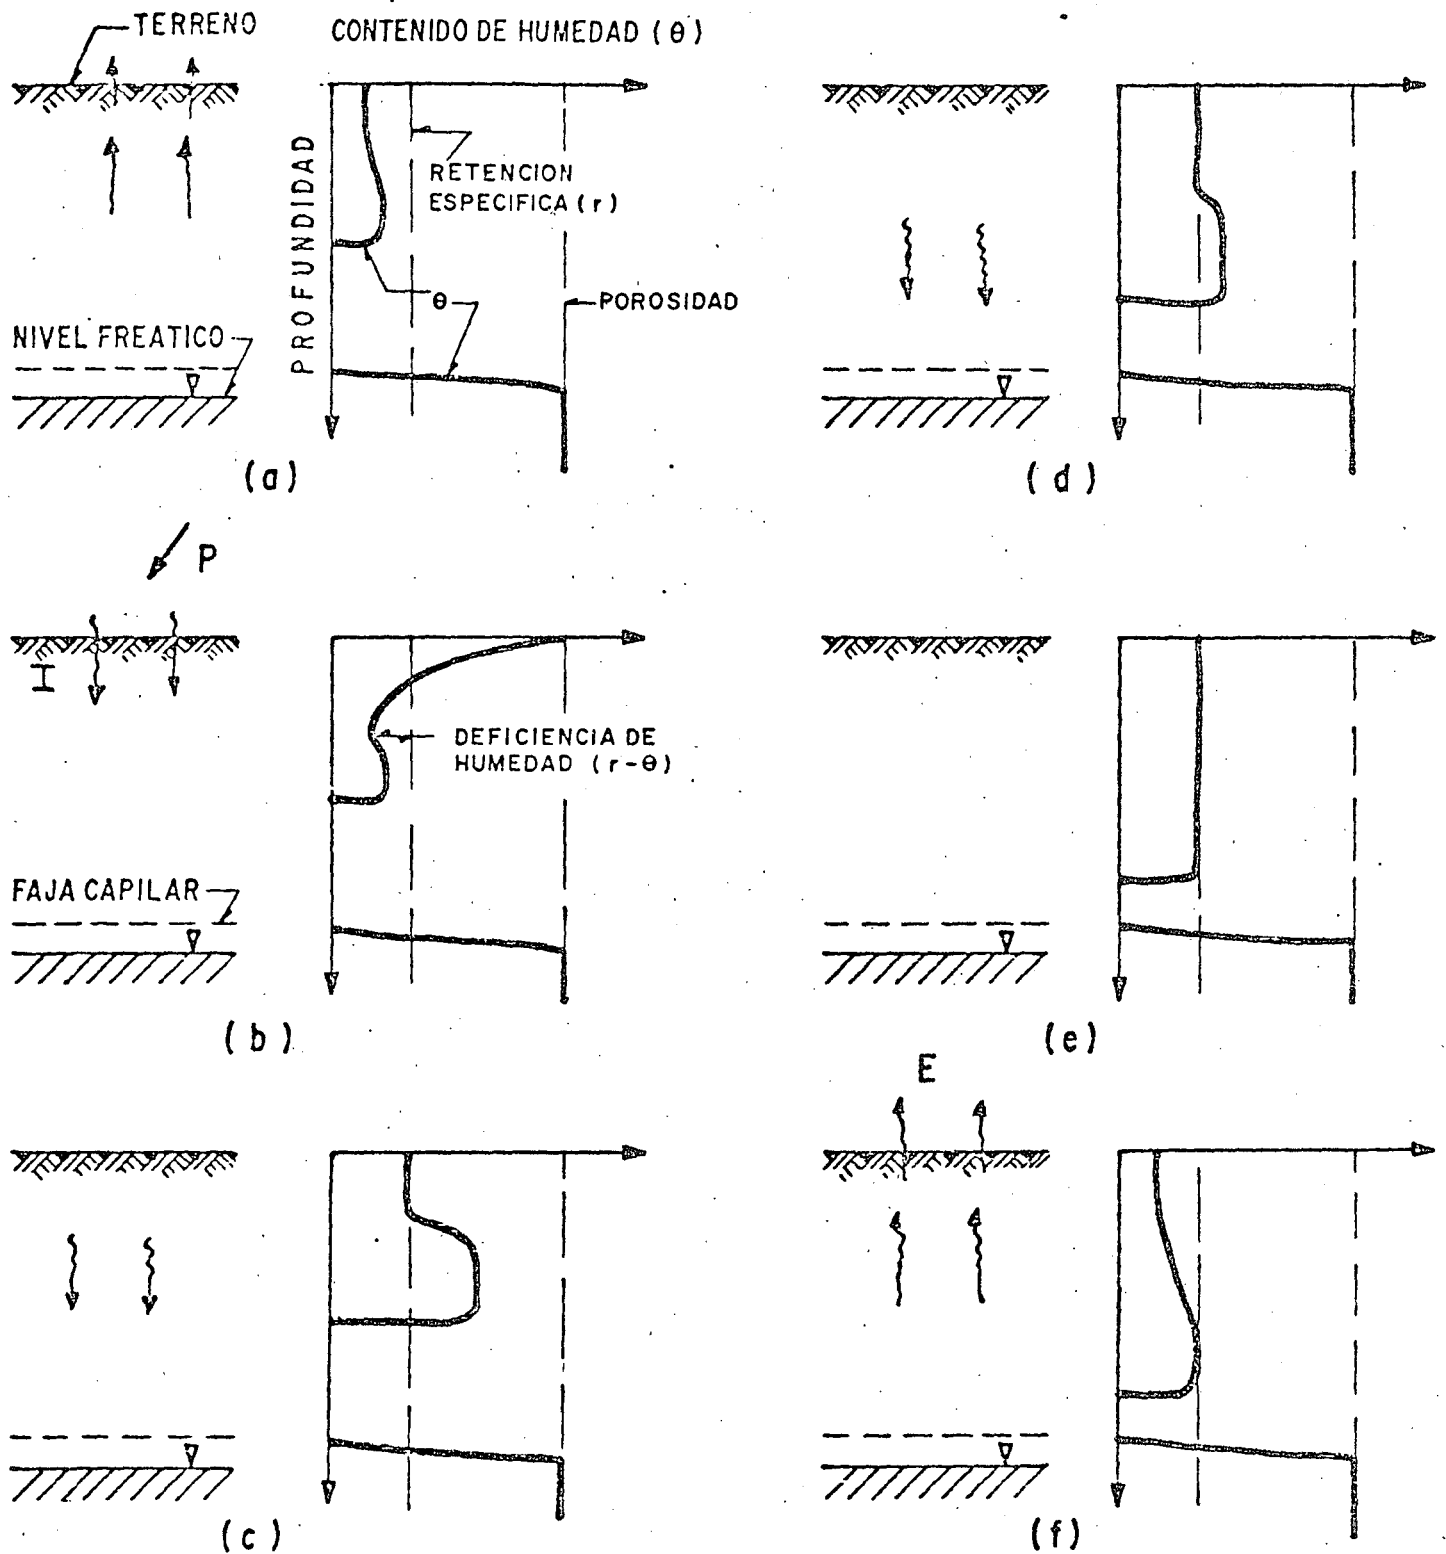 TERRENO
CONTENIDO DE HUMEDAD (θ)
PROFUNDIDAD
RETENCION
ESPECIFICA (r)
θ
POROSIDAD
NIVEL FREATICO
(a)
(d)
P
I
DEFICIENCIA DE
HUMEDAD (r-θ)
FAJA CAPILAR
(b)
(e)
E
(c)
(f)